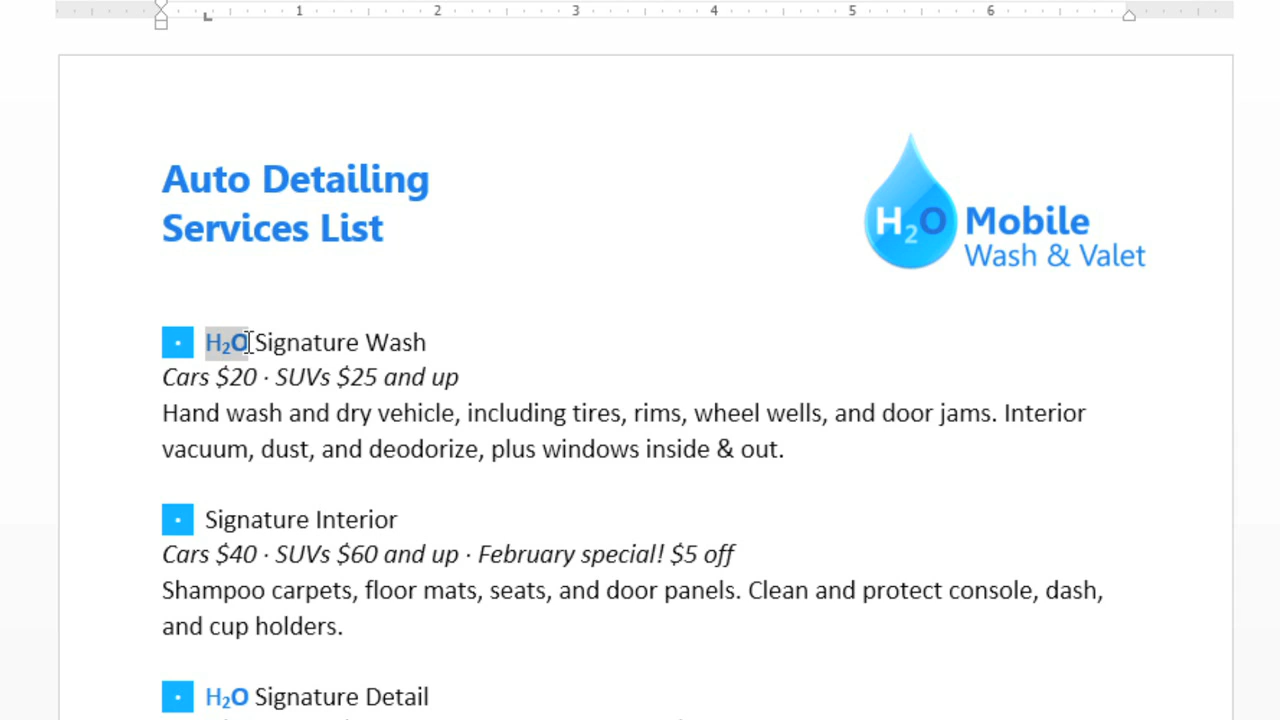 1 2 3 4 5 6
Auto Detailing
Services List
H₂O Mobile
Wash & Valet
H₂O Signature Wash
Cars $20 · SUVs $25 and up
Hand wash and dry vehicle, including tires, rims, wheel wells, and door jams. Interior
vacuum, dust, and deodorize, plus windows inside & out.
Signature Interior
Cars $40 · SUVs $60 and up · February special! $5 off
Shampoo carpets, floor mats, seats, and door panels. Clean and protect console, dash,
and cup holders.
H₂O Signature Detail